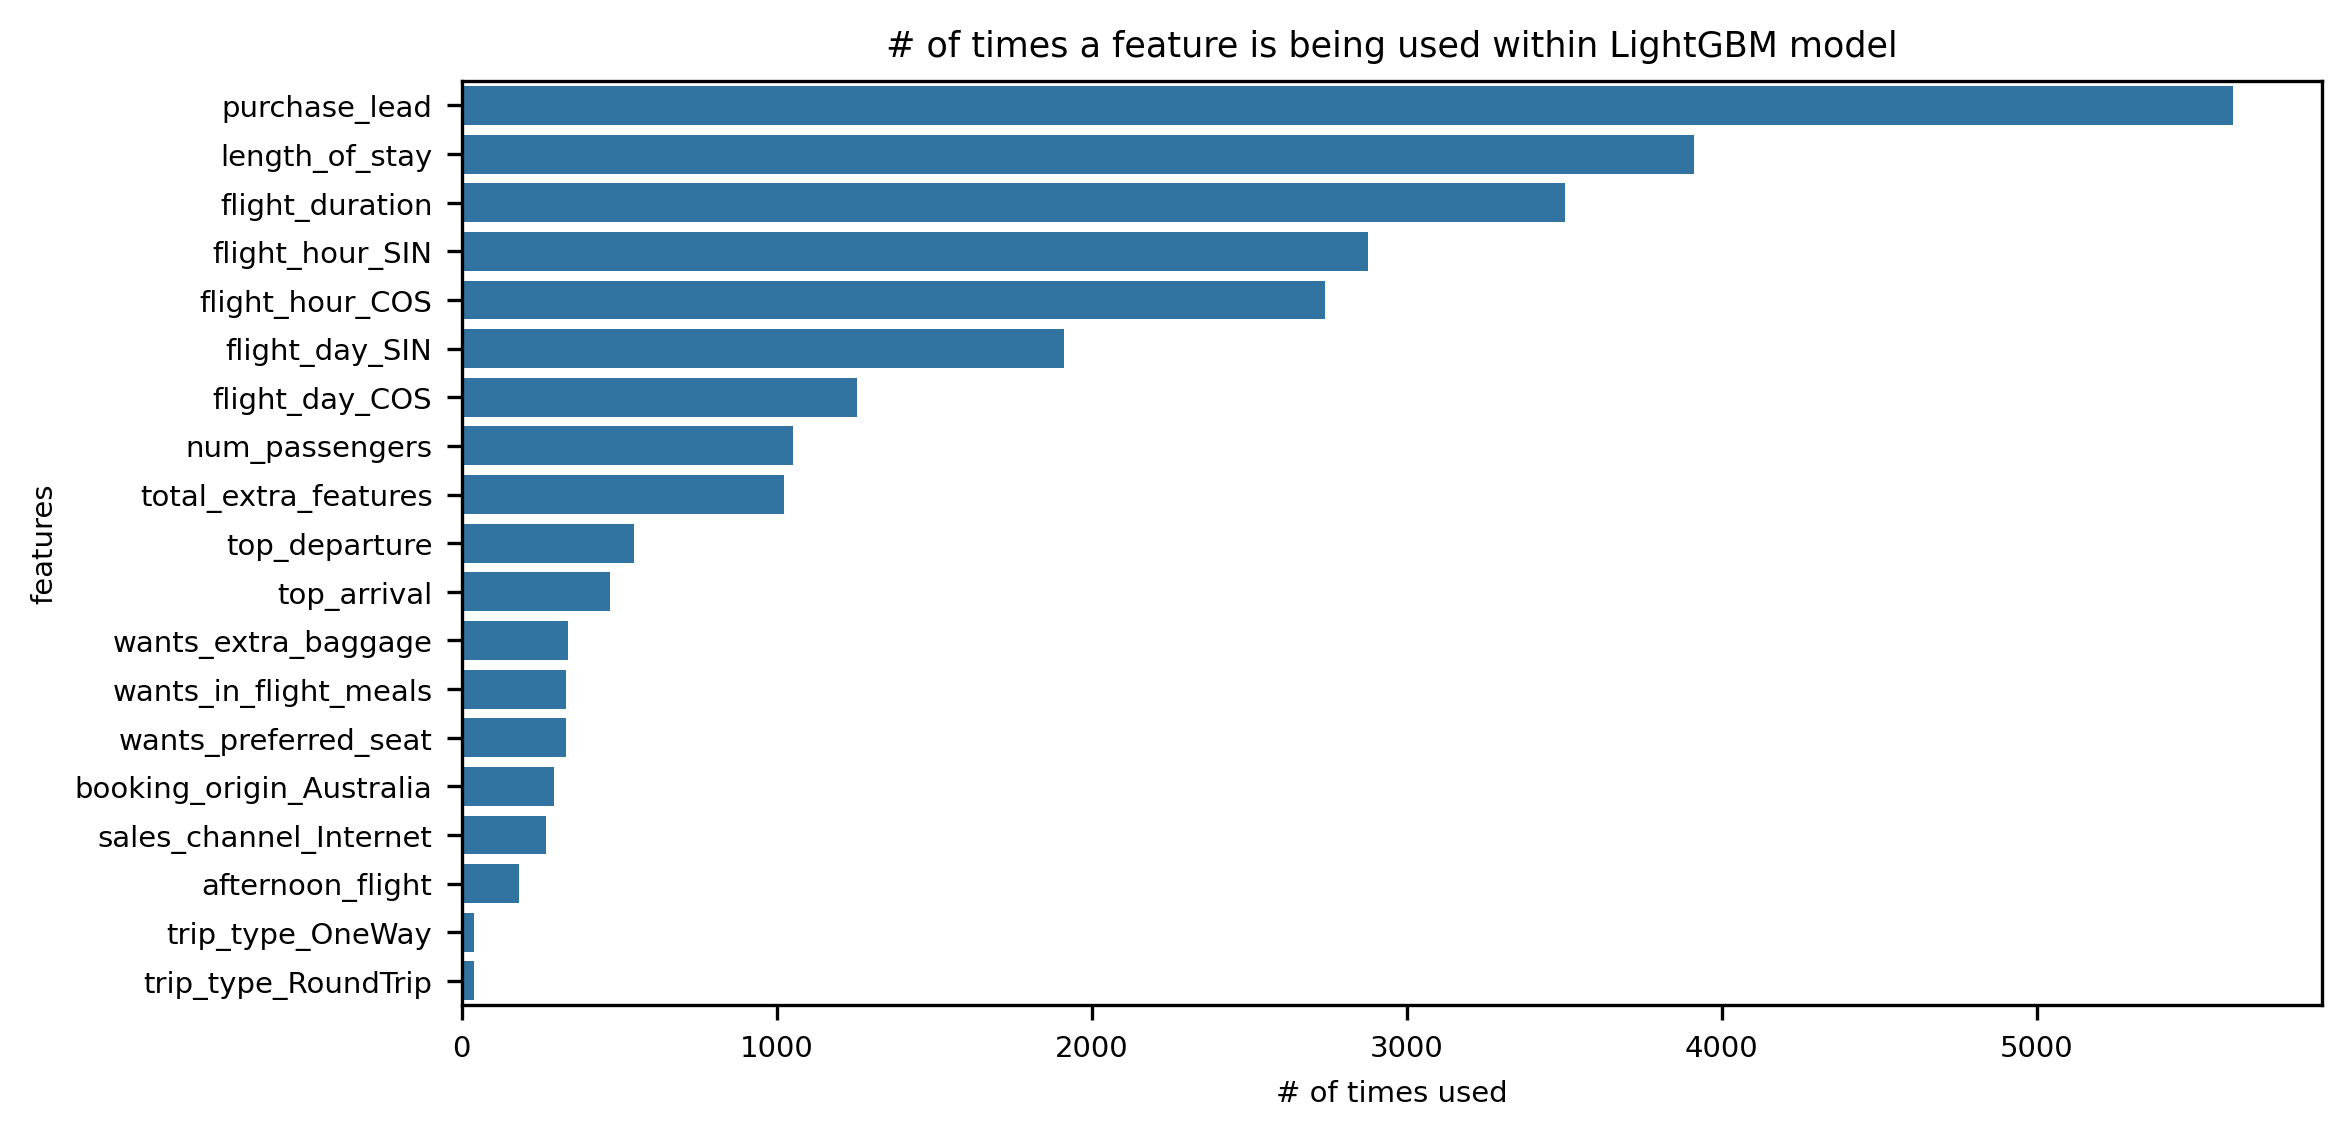 # of times a feature is being used within LightGBM model
features
purchase_lead
length_of_stay
flight_duration
flight_hour_SIN
flight_hour_COS
flight_day_SIN
flight_day_COS
num_passengers
total_extra_features
top_departure
top_arrival
wants_extra_baggage
wants_in_flight_meals
wants_preferred_seat
booking_origin_Australia
sales_channel_Internet
afternoon_flight
trip_type_OneWay
trip_type_RoundTrip
0 1000 2000 3000 4000 5000
# of times used